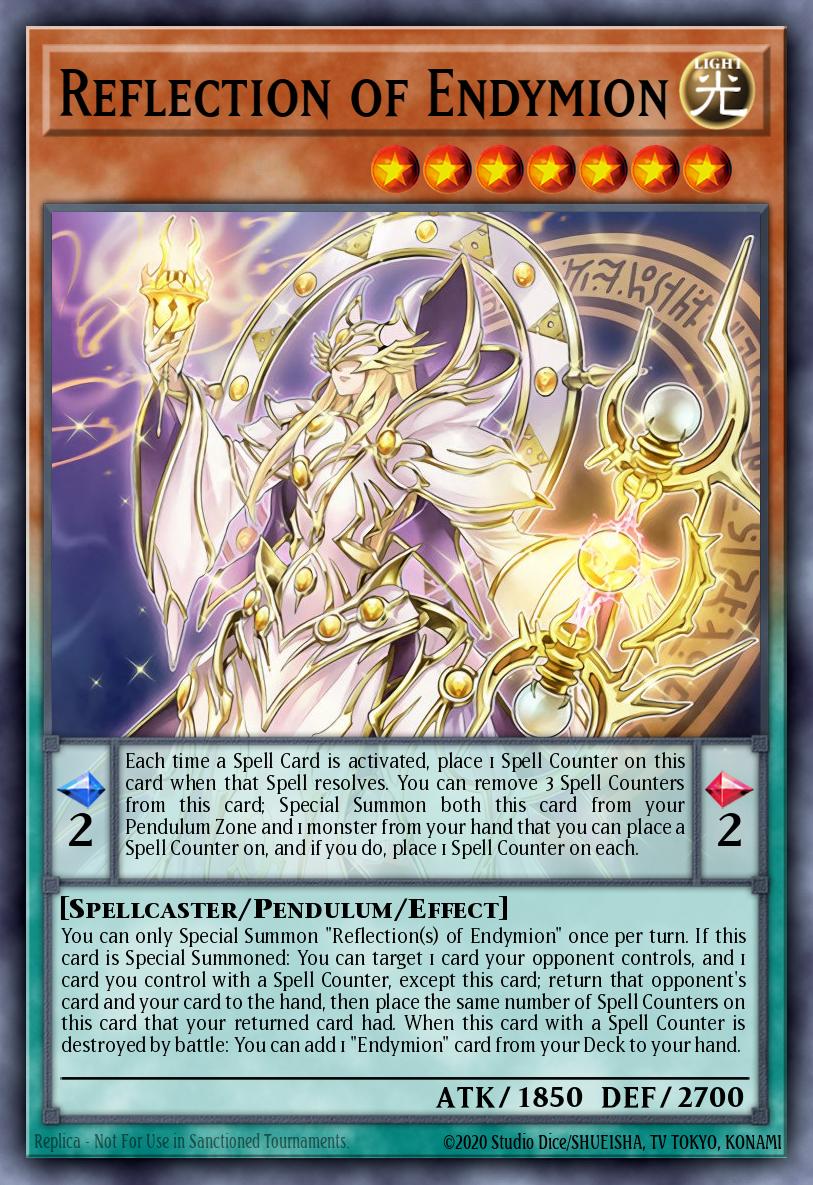 Reflection of Endymion
LIGHT
光
Each time a Spell Card is activated, place 1 Spell Counter on this
card when that Spell resolves. You can remove 3 Spell Counters
from this card; Special Summon both this card from your
Pendulum Zone and 1 monster from your hand that you can place a
Spell Counter on, and if you do, place 1 Spell Counter on each.
2
2
[Spellcaster/Pendulum/Effect]
You can only Special Summon "Reflection(s) of Endymion" once per turn. If this
card is Special Summoned: You can target 1 card your opponent controls, and 1
card you control with a Spell Counter, except this card; return that opponent's
card and your card to the hand, then place the same number of Spell Counters on
this card that your returned card had. When this card with a Spell Counter is
destroyed by battle: You can add 1 "Endymion" card from your Deck to your hand.
ATK/1850 DEF/2700
Replica - Not For Use in Sanctioned Tournaments.
©2020 Studio Dice/SHUEISHA, TV TOKYO, KONAMI